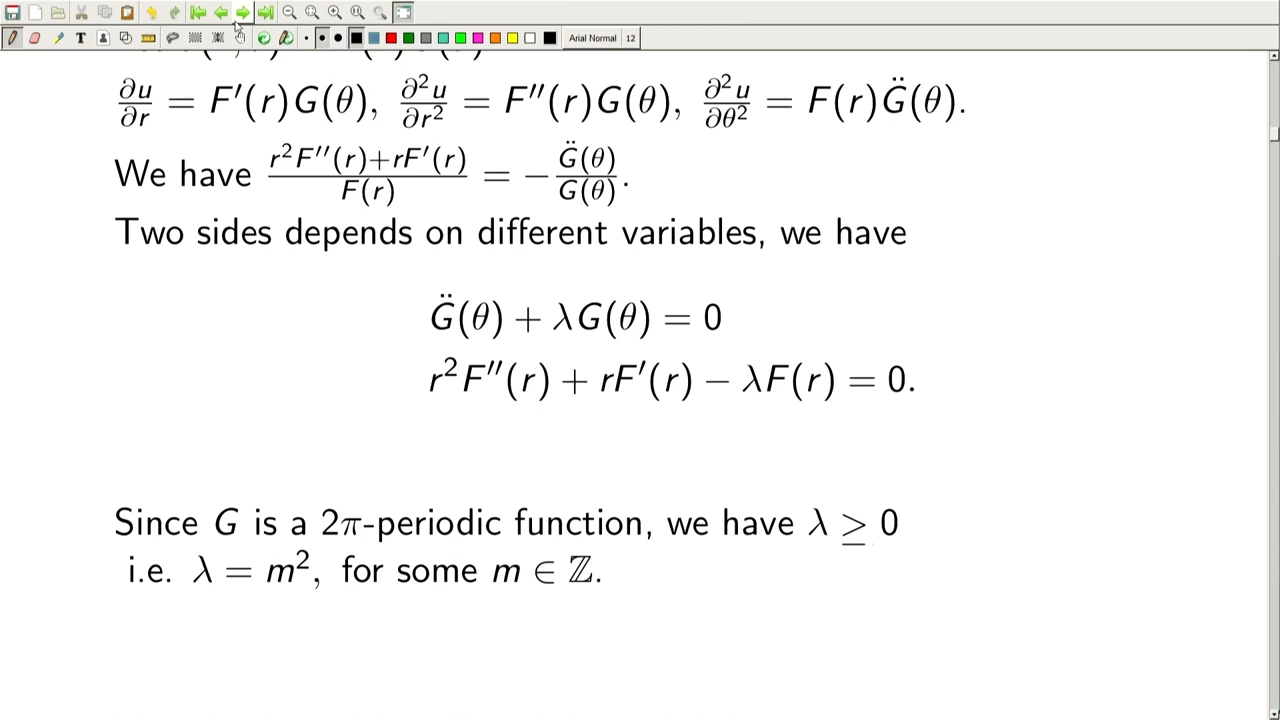 Arial Normal 12
∂u/∂r = F′(r)G(θ), ∂²u/∂r² = F″(r)G(θ), ∂²u/∂θ² = F(r)G̈(θ).
We have (r²F″(r)+rF′(r))/F(r) = −G̈(θ)/G(θ).
Two sides depends on different variables, we have
G̈(θ) + λG(θ) = 0
r²F″(r) + rF′(r) − λF(r) = 0.
Since G is a 2π-periodic function, we have λ ≥ 0
i.e. λ = m², for some m ∈ ℤ.